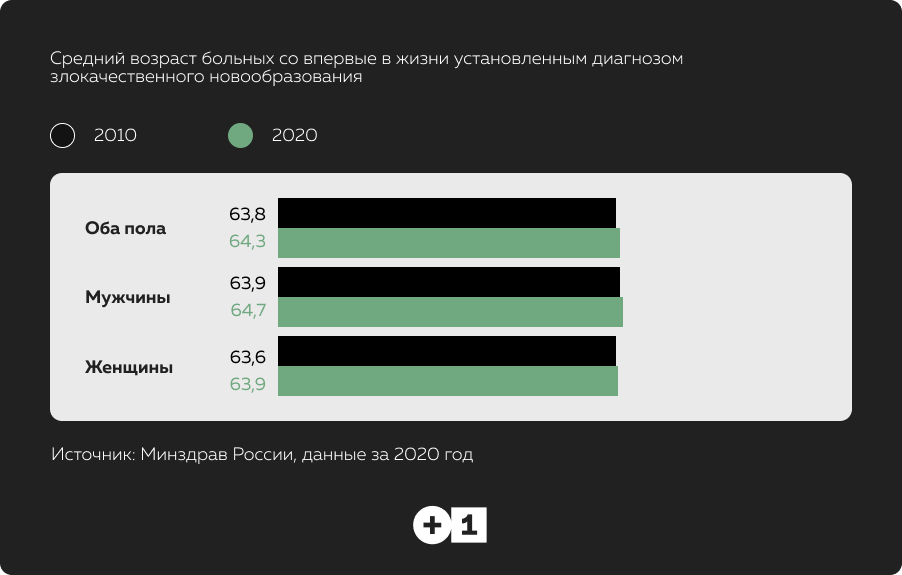 Средний возраст больных со впервые в жизни установленным диагнозом
злокачественного новообразования
2010 2020
Оба пола
63,8
64,3
Мужчины
63,9
64,7
Женщины
63,6
63,9
Источник: Минздрав России, данные за 2020 год
+1